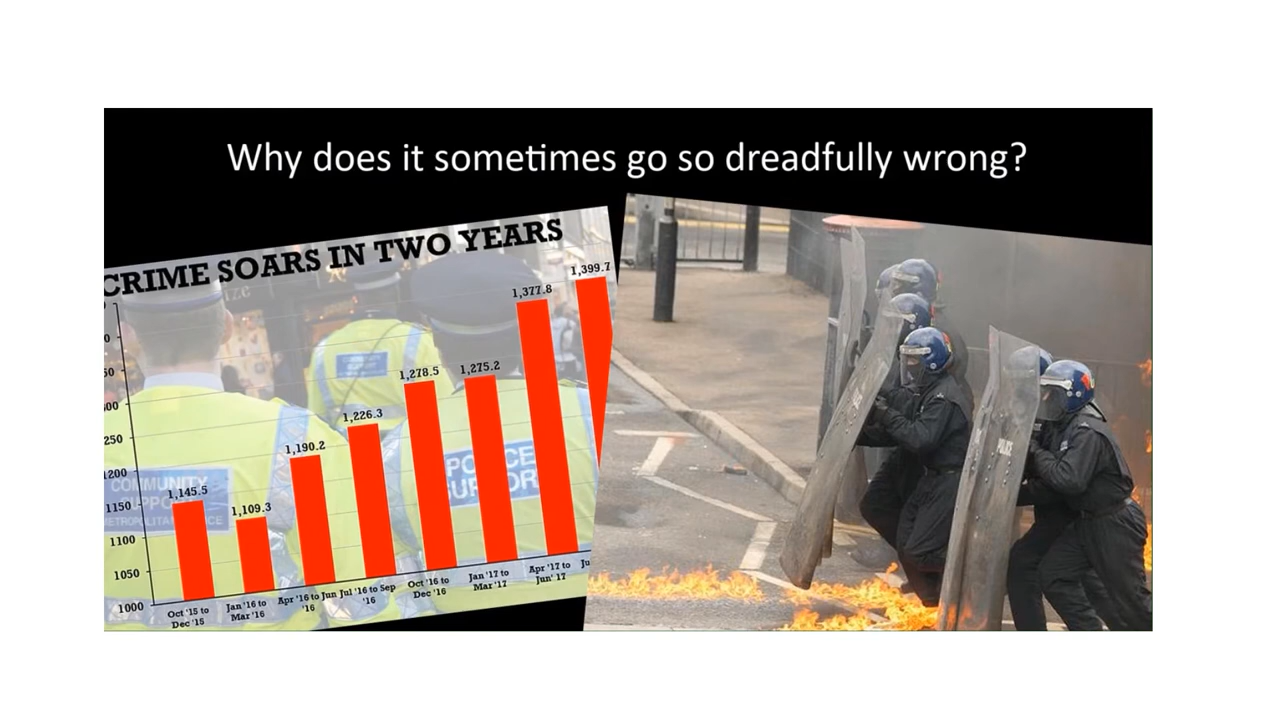 Why does it sometimes go so dreadfully wrong?
CRIME SOARS IN TWO YEARS
1,399.7
1,377.8
1,275.2
1,278.5
1,226.3
1,190.2
1,109.3
1,145.5
1200
1150
1100
1050
1000
Oct '15 to Dec '15
Jan '16 to Mar '16
Apr '16 to Jun '16
Jul '16 to Sep '16
Oct '16 to Dec '16
Jan '17 to Mar '17
Apr '17 to Jun' 17
COMMUNITY
SUPPORT
METROPOLITAN POLICE
COMMUNITY
SUPPORT
POLICE